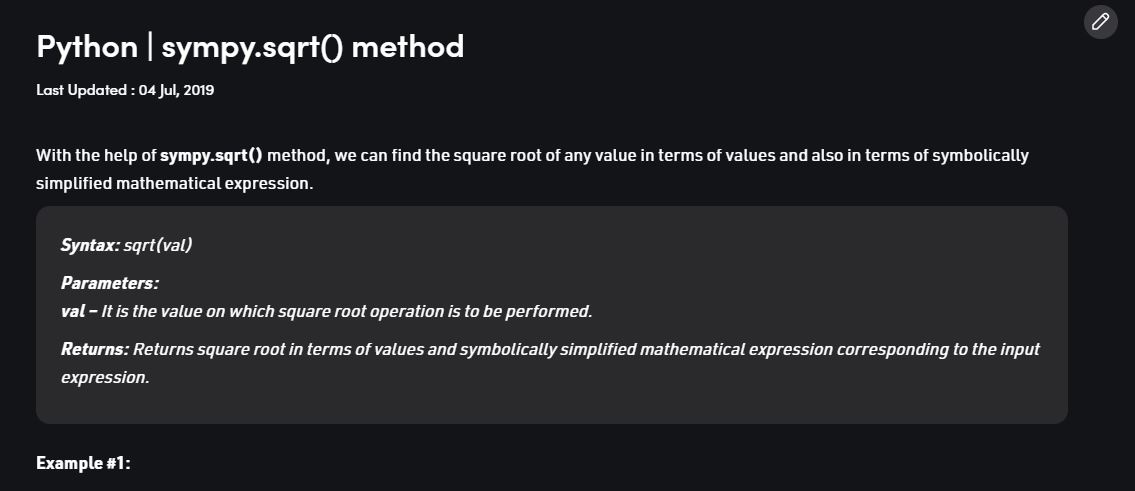 Python | sympy.sqrt() method
Last Updated : 04 Jul, 2019
With the help of sympy.sqrt() method, we can find the square root of any value in terms of values and also in terms of symbolically
simplified mathematical expression.
Syntax: sqrt(val)
Parameters:
val – It is the value on which square root operation is to be performed.
Returns: Returns square root in terms of values and symbolically simplified mathematical expression corresponding to the input
expression.
Example #1: